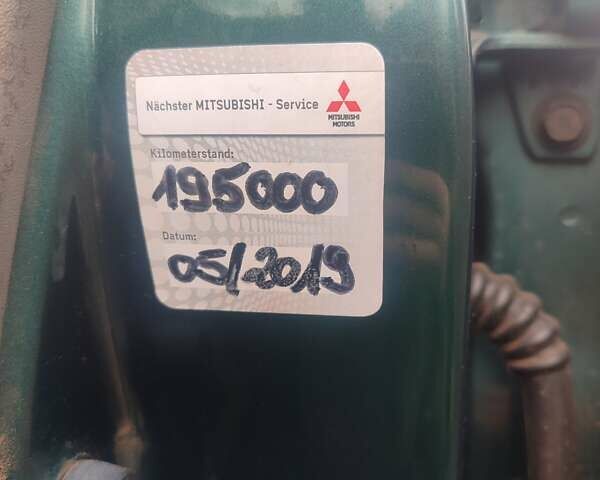 Nächster MITSUBISHI - Service
MITSUBISHI
MOTORS
Kilometerstand:
195000
Datum:
05/2019